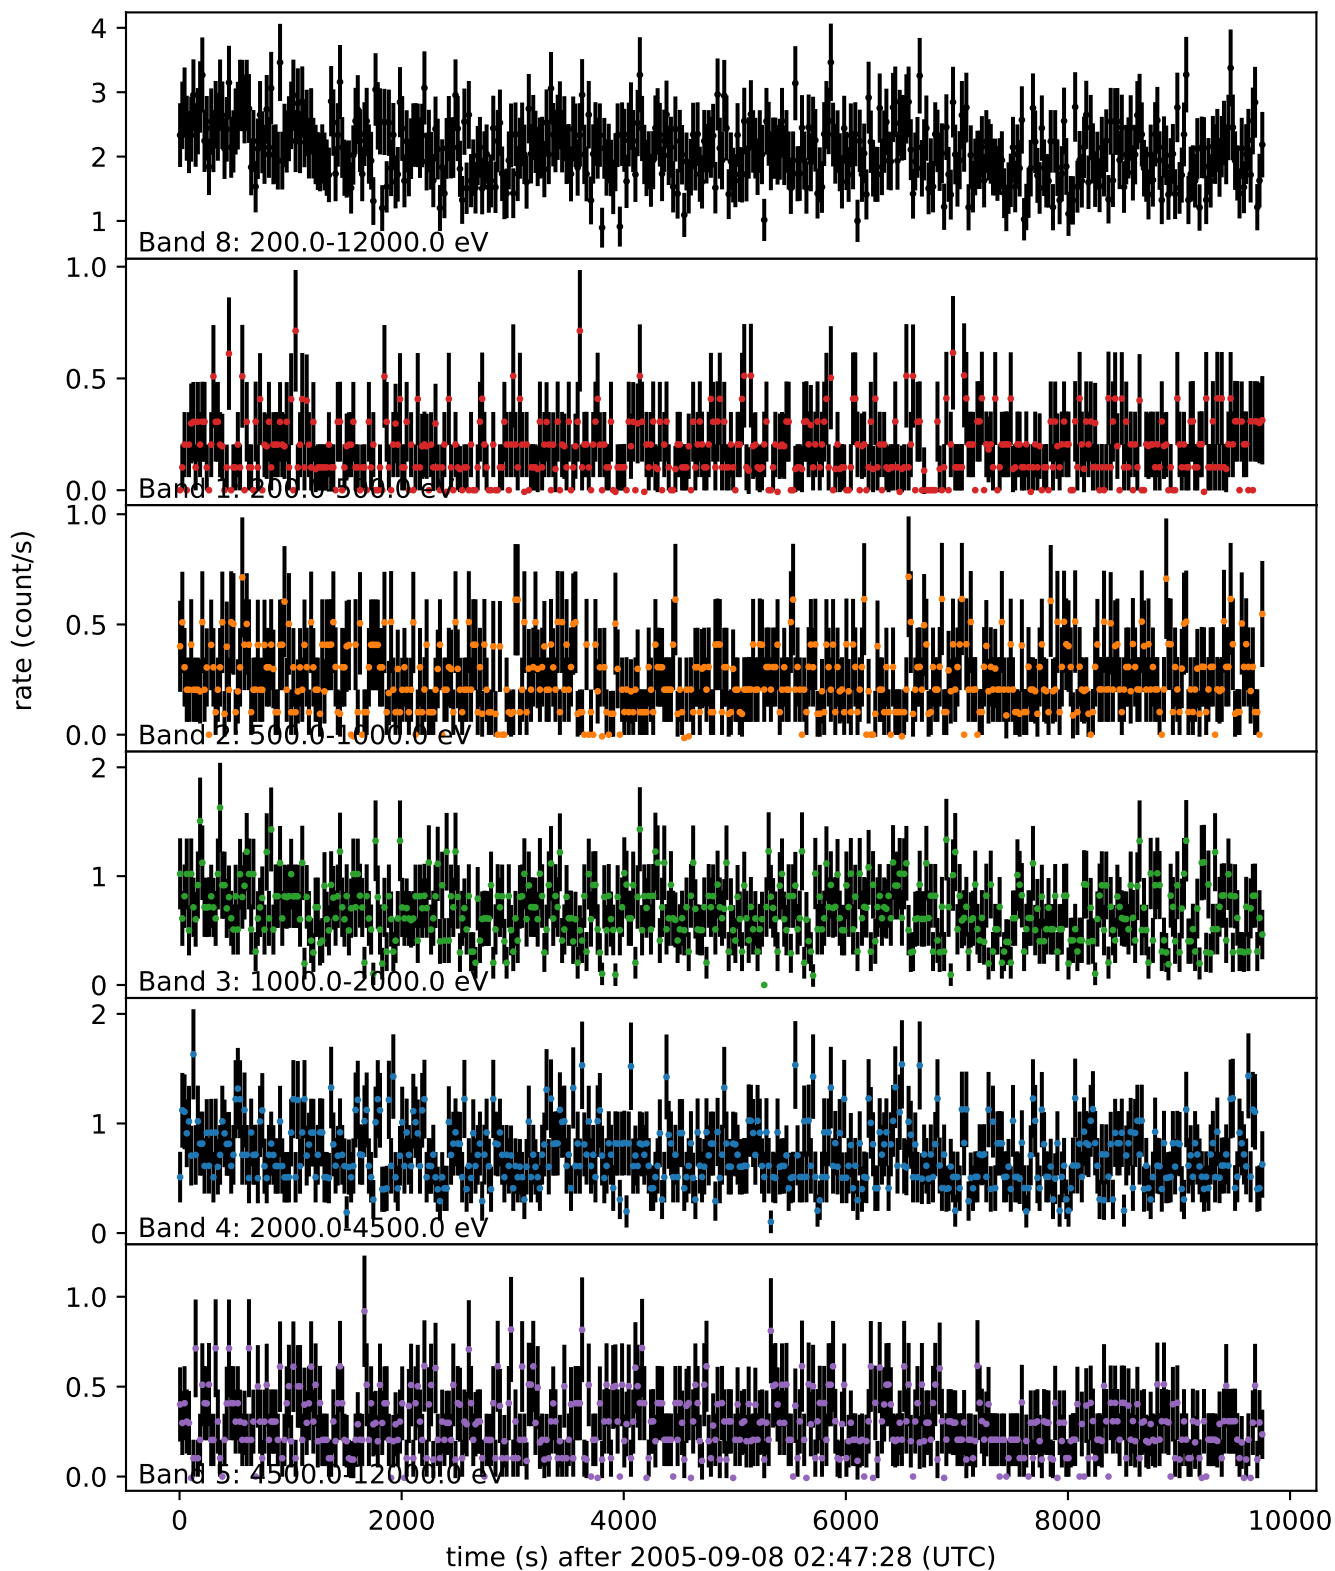 4
3
2
1
Band 8: 200.0-12000.0 eV
1.0
0.5
0.0
Band 1: 200.0-500.0 eV
1.0
0.5
0.0
Band 2: 500.0-1000.0 eV
rate (count/s)
2
1
0
Band 3: 1000.0-2000.0 eV
2
1
0
Band 4: 2000.0-4500.0 eV
1.0
0.5
0.0
Band 5: 4500.0-12000.0 eV
0 2000 4000 6000 8000 10000
time (s) after 2005-09-08 02:47:28 (UTC)